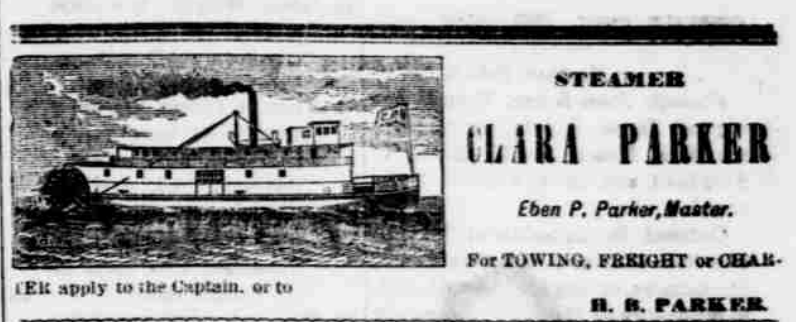 STEAMER
CLARA PARKER
Eben P. Parker, Master.
For TOWING, FREIGHT or CHAR-
TER apply to the Captain, or to
H. B. PARKER.